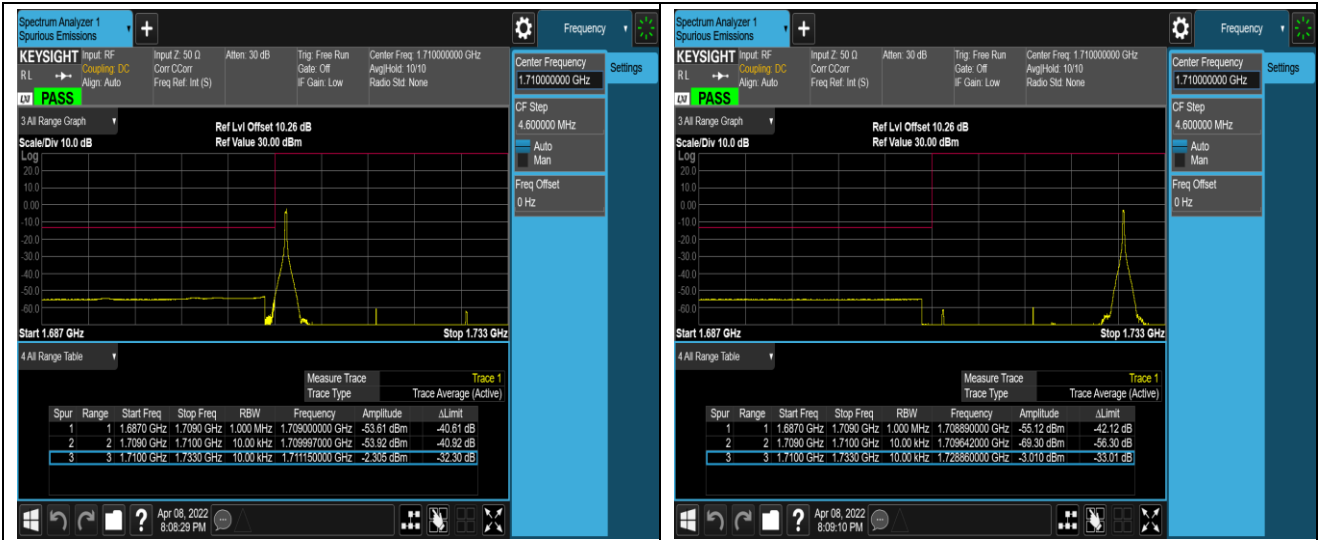 Spectrum Analyzer 1
Spurious Emissions
+
Frequency
KEYSIGHT Input: RF Input Z: 50 Ω Atten: 30 dB Trig: Free Run Center Freq: 1.710000000 GHz
Coupling: DC Corr CCorr Gate: Off Avg|Hold: 10/10
RL Align: Auto Freq Ref: Int (S) IF Gain: Low Radio Std: None
LXI PASS
Center Frequency
1.710000000 GHz
Settings
CF Step
4.600000 MHz
Auto
Man
Freq Offset
0 Hz
3 All Range Graph
Ref Lvl Offset 10.26 dB
Scale/Div 10.0 dB Ref Value 30.00 dBm
Log
20.0
10.0
0.00
-10.0
-20.0
-30.0
-40.0
-50.0
-60.0
Start 1.687 GHz Stop 1.733 GHz
4 All Range Table
Measure Trace Trace 1
Trace Type Trace Average (Active)
Spur Range Start Freq Stop Freq RBW Frequency Amplitude ΔLimit
1 1 1.6870 GHz 1.7090 GHz 1.000 MHz 1.709000000 GHz -53.61 dBm -40.61 dB
2 2 1.7090 GHz 1.7100 GHz 10.00 kHz 1.709997000 GHz -53.92 dBm -40.92 dB
3 3 1.7100 GHz 1.7330 GHz 10.00 kHz 1.711150000 GHz -2.305 dBm -32.30 dB
?
Apr 08, 2022
8:08:29 PM
Spectrum Analyzer 1
Spurious Emissions
+
Frequency
KEYSIGHT Input: RF Input Z: 50 Ω Atten: 30 dB Trig: Free Run Center Freq: 1.710000000 GHz
Coupling: DC Corr CCorr Gate: Off Avg|Hold: 10/10
RL Align: Auto Freq Ref: Int (S) IF Gain: Low Radio Std: None
LXI PASS
Center Frequency
1.710000000 GHz
Settings
CF Step
4.600000 MHz
Auto
Man
Freq Offset
0 Hz
3 All Range Graph
Ref Lvl Offset 10.26 dB
Scale/Div 10.0 dB Ref Value 30.00 dBm
Log
20.0
10.0
0.00
-10.0
-20.0
-30.0
-40.0
-50.0
-60.0
Start 1.687 GHz Stop 1.733 GHz
4 All Range Table
Measure Trace Trace 1
Trace Type Trace Average (Active)
Spur Range Start Freq Stop Freq RBW Frequency Amplitude ΔLimit
1 1 1.6870 GHz 1.7090 GHz 1.000 MHz 1.708890000 GHz -55.12 dBm -42.12 dB
2 2 1.7090 GHz 1.7100 GHz 10.00 kHz 1.709642000 GHz -69.30 dBm -56.30 dB
3 3 1.7100 GHz 1.7330 GHz 10.00 kHz 1.728860000 GHz -3.010 dBm -33.01 dB
?
Apr 08, 2022
8:09:10 PM